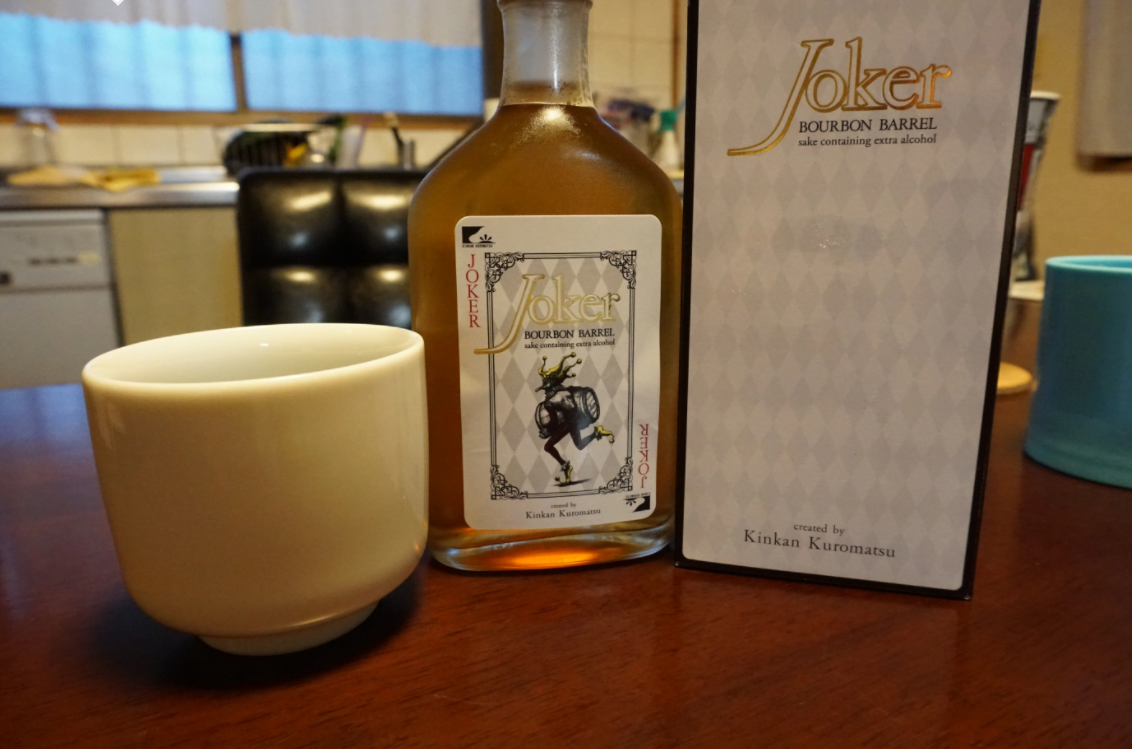 JOKER
Joker
BOURBON BARREL
sake containing extra alcohol
JOKER
created by
Kinkan Kuromatsu
Joker
BOURBON BARREL
sake containing extra alcohol
created by
Kinkan Kuromatsu